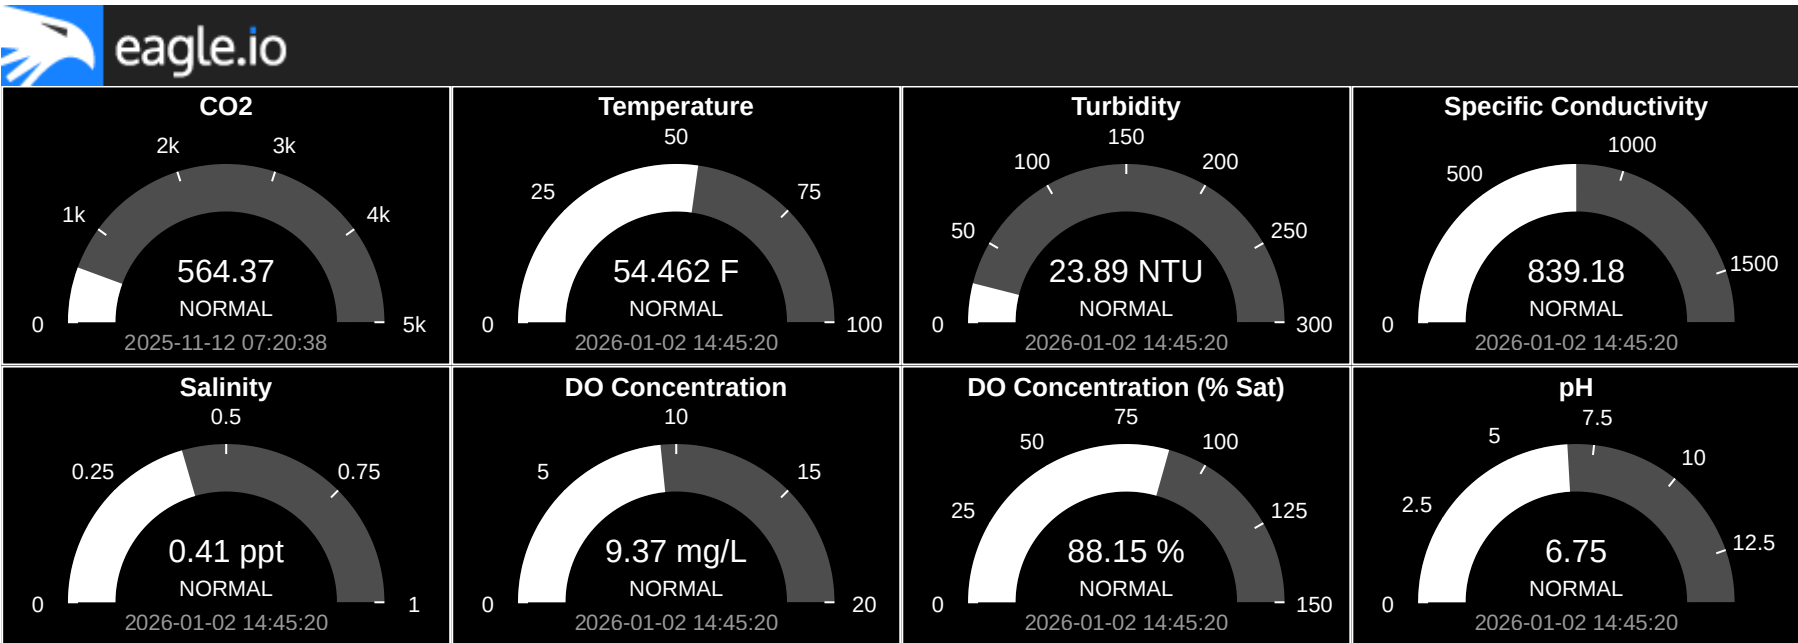 eagle.io
CO2
2k 3k
1k 4k
564.37
NORMAL
0 5k
2025-11-12 07:20:38
Temperature
50
25 75
54.462 F
NORMAL
0 100
2026-01-02 14:45:20
Turbidity
150
100 200
50 250
23.89 NTU
NORMAL
0 300
2026-01-02 14:45:20
Specific Conductivity
1000
500
1500
839.18
NORMAL
0
2026-01-02 14:45:20
Salinity
0.5
0.25 0.75
0.41 ppt
NORMAL
0 1
2026-01-02 14:45:20
DO Concentration
10
5 15
9.37 mg/L
NORMAL
0 20
2026-01-02 14:45:20
DO Concentration (% Sat)
75
50 100
25 125
88.15 %
NORMAL
0 150
2026-01-02 14:45:20
pH
7.5
5
10
2.5
12.5
6.75
NORMAL
0
2026-01-02 14:45:20